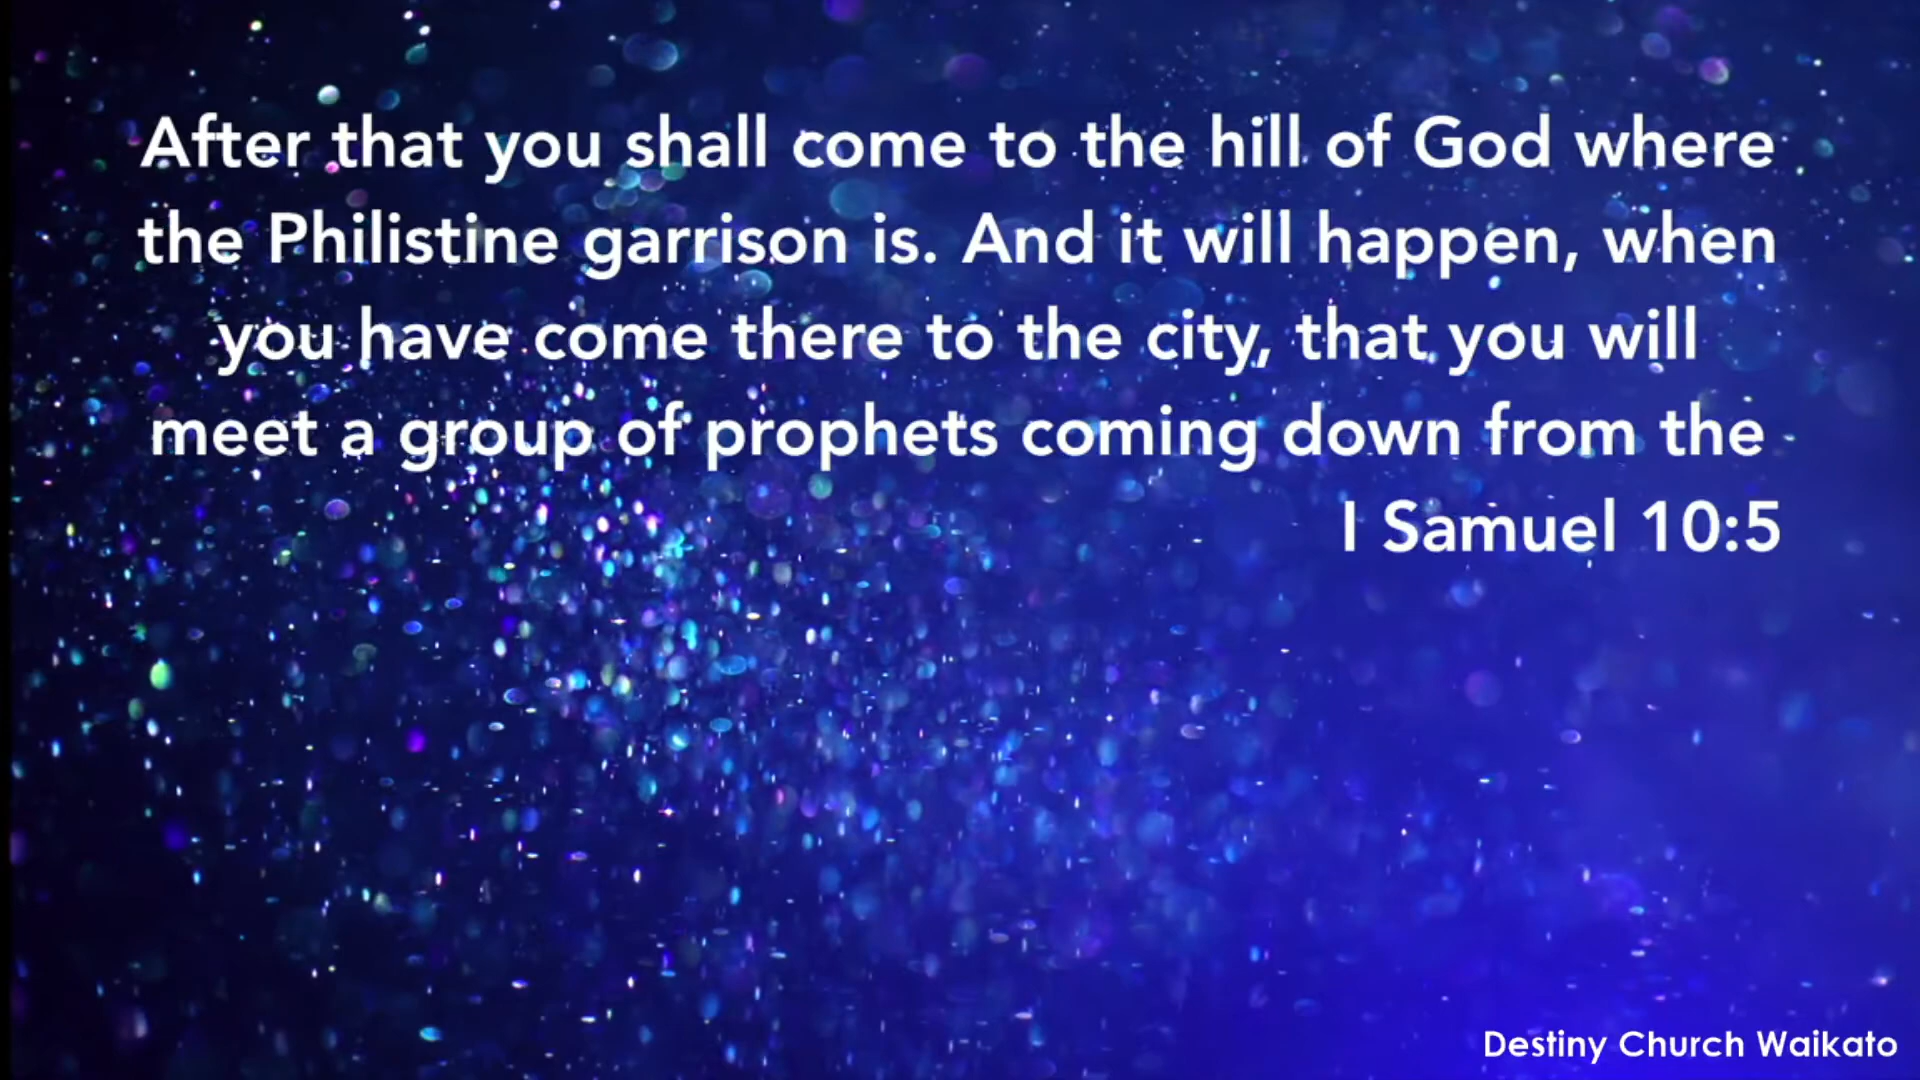 After that you shall come to the hill of God where
the Philistine garrison is. And it will happen, when
you have come there to the city, that you will
meet a group of prophets coming down from the
I Samuel 10:5
Destiny Church Waikato